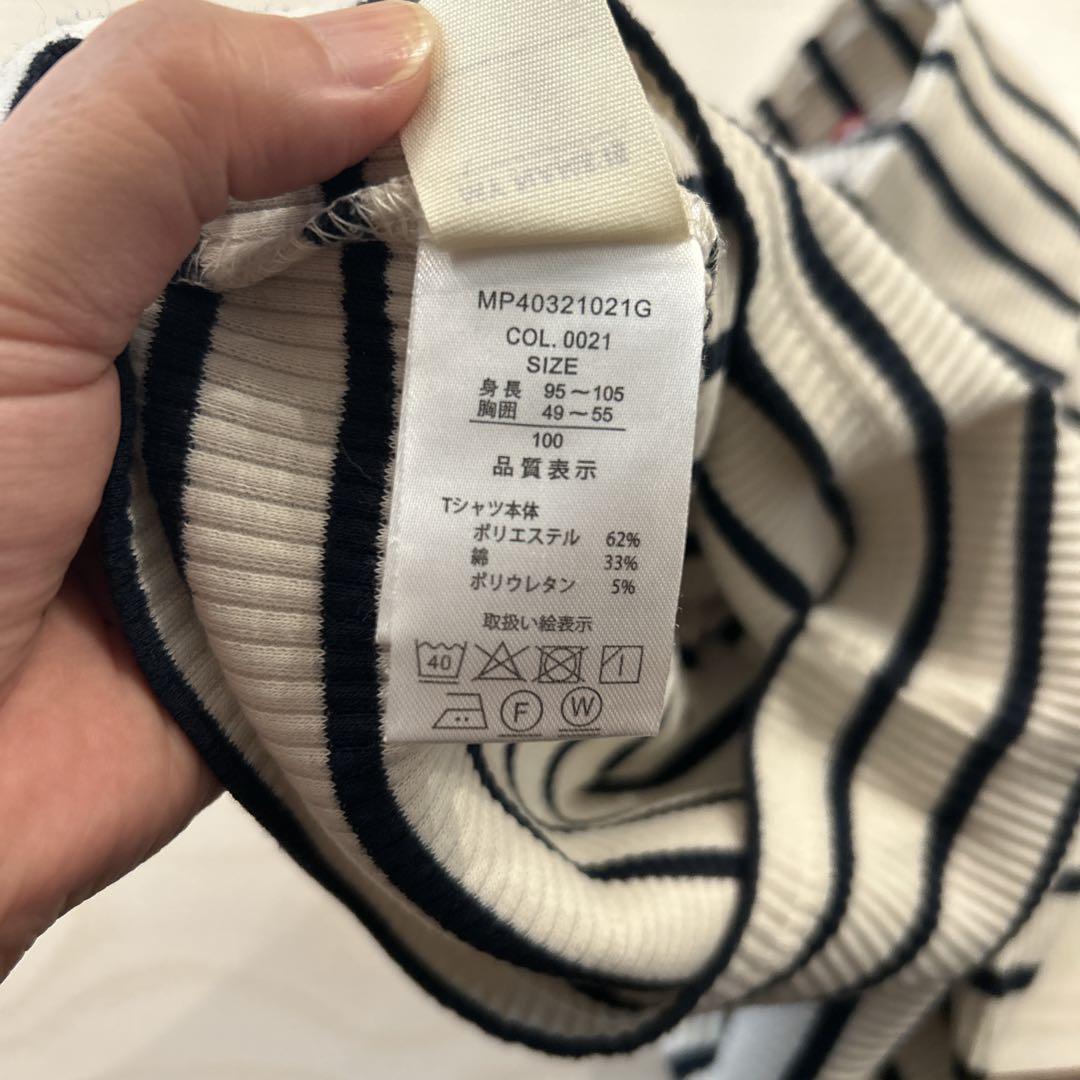 MP40321021G
COL. 0021
SIZE
身長 95～105
胸囲 49～55
100
品質表示
Tシャツ本体
ポリエステル 62%
綿 33%
ポリウレタン 5%
取扱い絵表示
40
F W